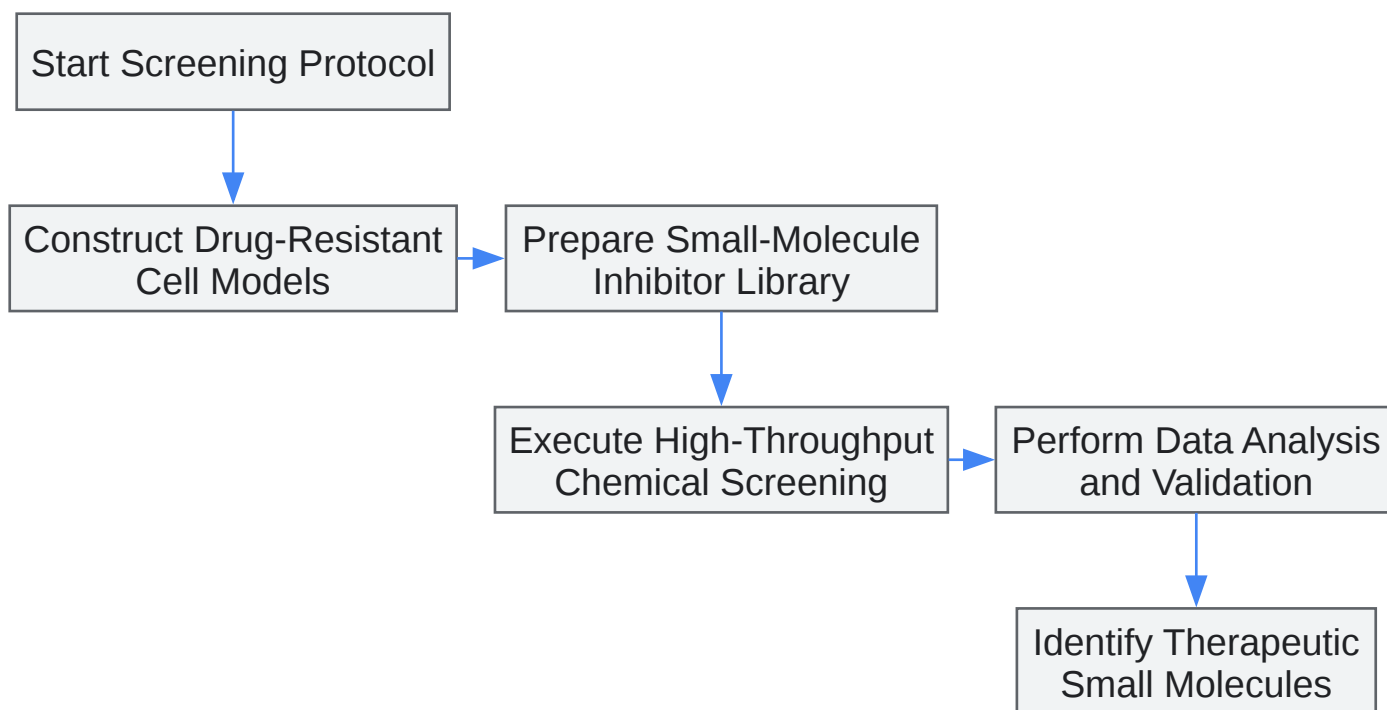 Start Screening Protocol
Construct Drug-Resistant
Cell Models
Prepare Small-Molecule
Inhibitor Library
Execute High-Throughput
Chemical Screening
Perform Data Analysis
and Validation
Identify Therapeutic
Small Molecules